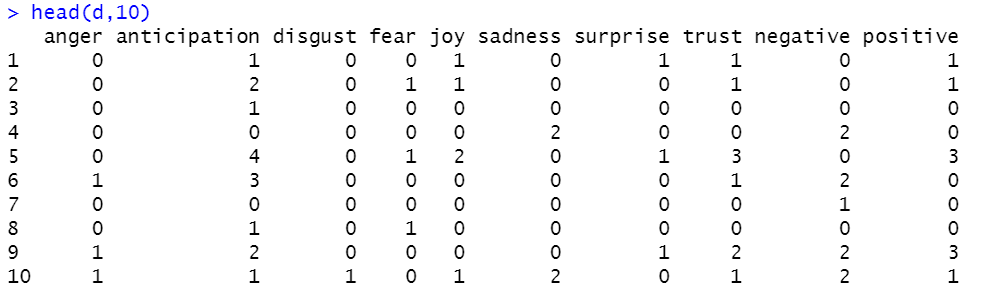 > head(d,10)
anger anticipation disgust fear joy sadness surprise trust negative positive
1 0 1 0 0 1 0 1 1 0 1
2 0 2 0 1 1 0 0 1 0 1
3 0 1 0 0 0 0 0 0 0 0
4 0 0 0 0 0 2 0 0 2 0
5 0 4 0 1 2 0 1 3 0 3
6 1 3 0 0 0 0 0 1 2 0
7 0 0 0 0 0 0 0 0 1 0
8 0 1 0 1 0 0 0 0 0 0
9 1 2 0 0 0 0 1 2 2 3
10 1 1 1 0 1 2 0 1 2 1